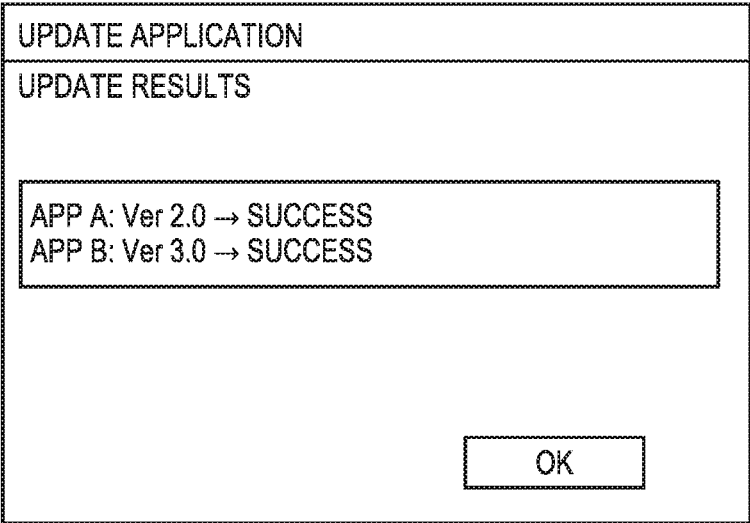 UPDATE APPLICATION
UPDATE RESULTS
APP A: Ver 2.0 → SUCCESS
APP B: Ver 3.0 → SUCCESS
OK